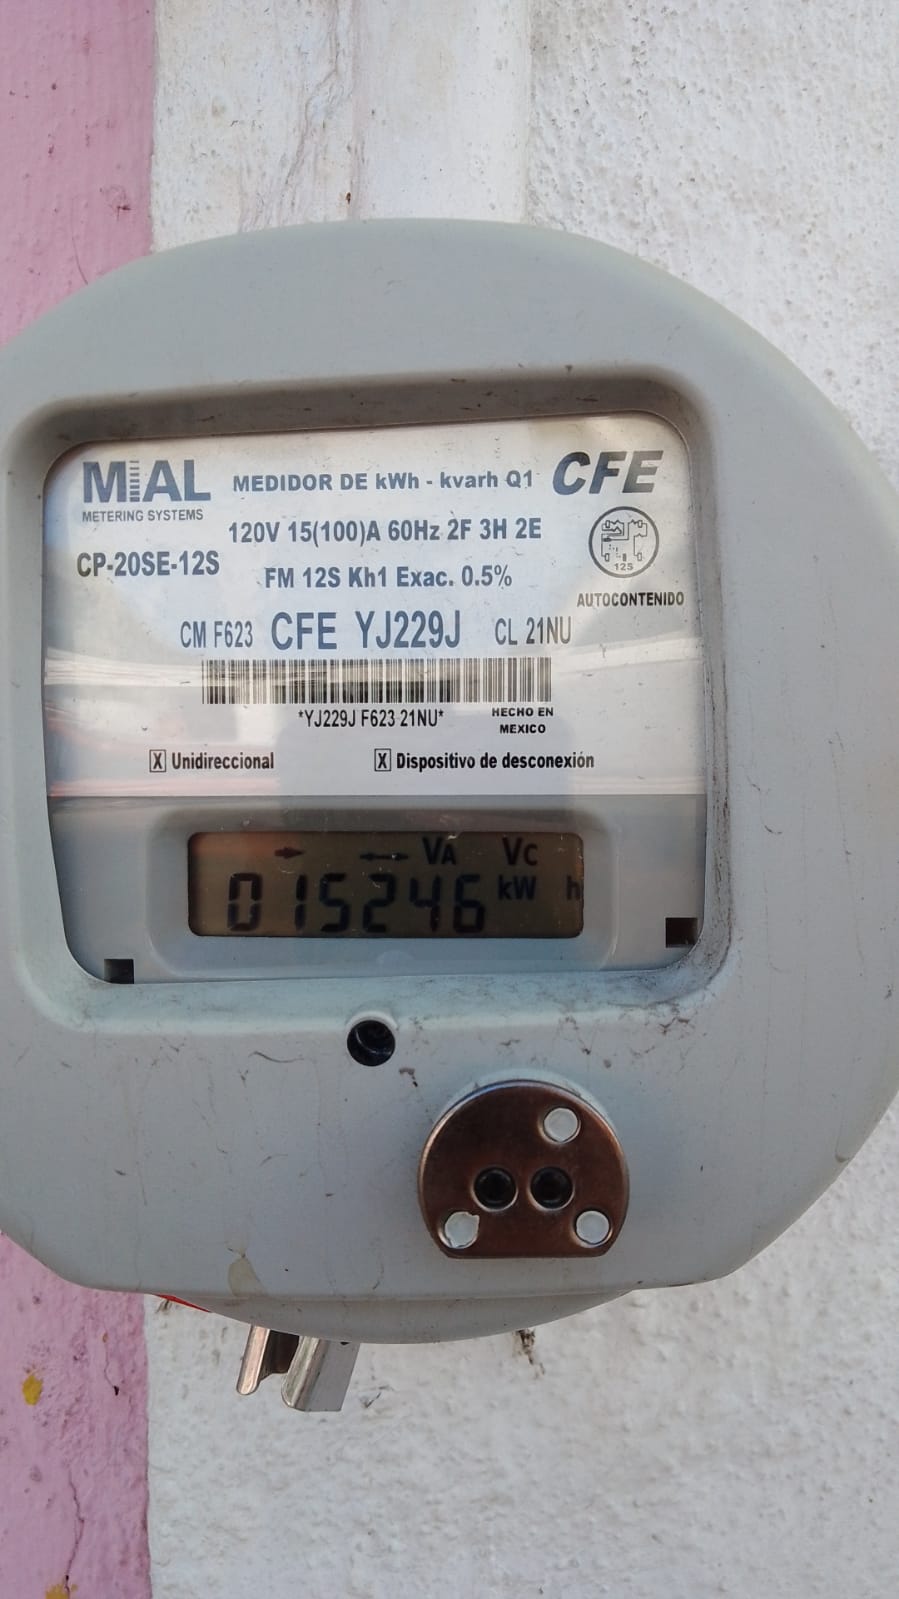 MIAL
METERING SYSTEMS
MEDIDOR DE kWh - kvarh Q1
CFE
120V 15(100)A 60Hz 2F 3H 2E
CP-20SE-12S
FM 12S Kh1 Exac. 0.5%
12S
AUTOCONTENIDO
CM F623 CFE YJ229J CL 21NU
*YJ229J F623 21NU*
HECHO EN
MEXICO
X Unidireccional
X Dispositivo de desconexión
VA VC
015246 kW h